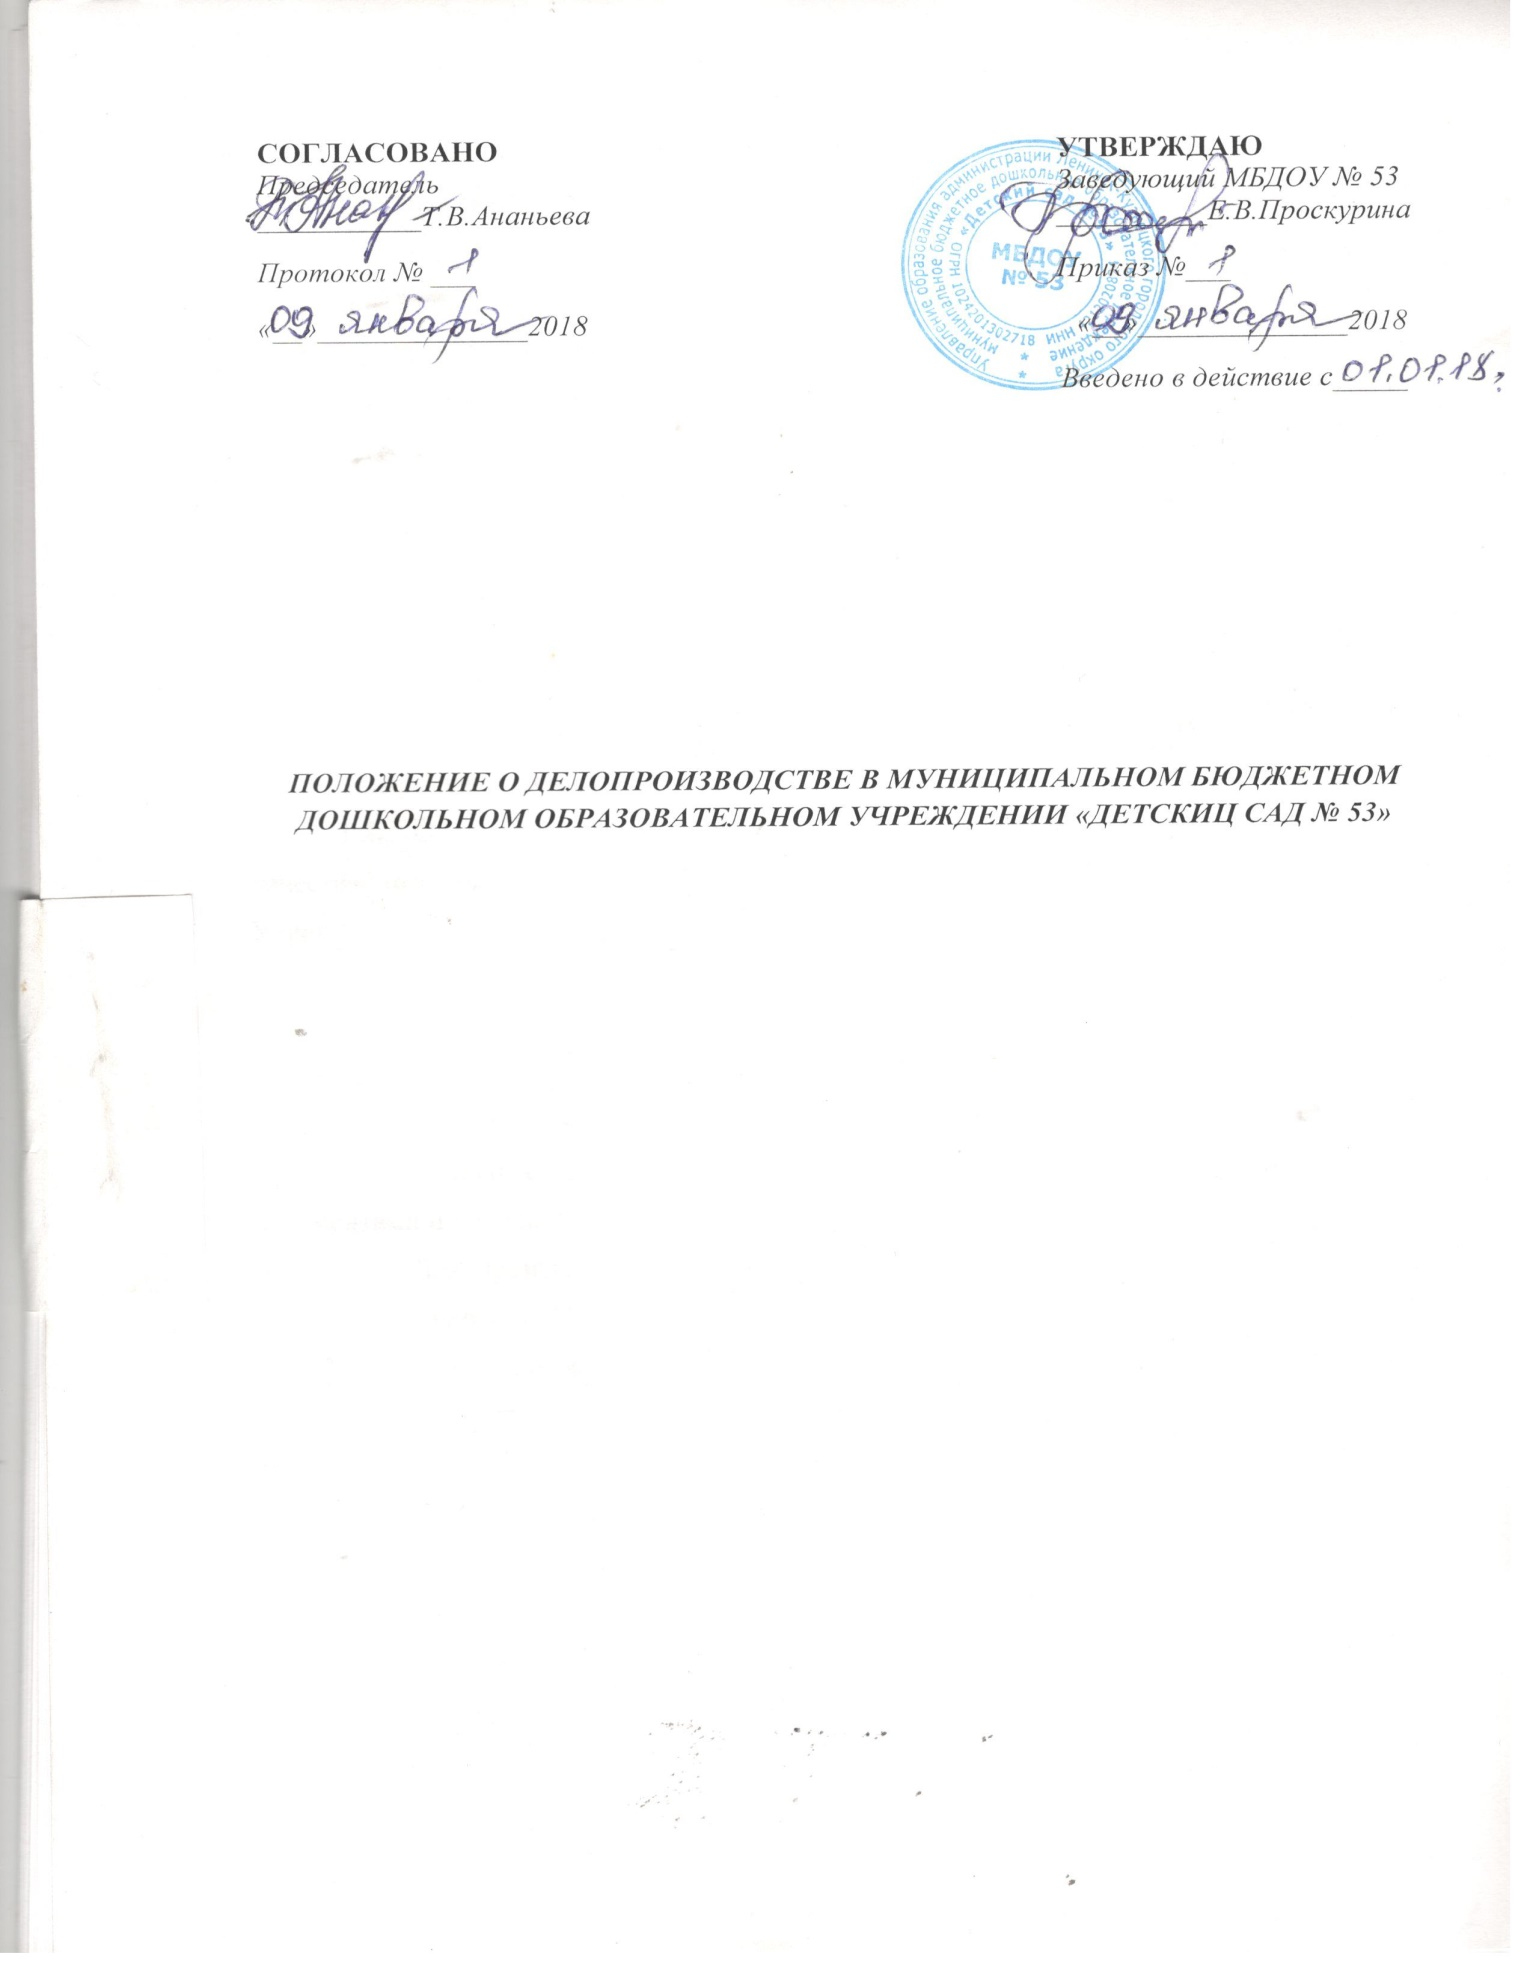 СОГЛАСОВАНО
Председатель
Т.В.Ананьева
Протокол № 1
«09» января 2018
УТВЕРЖДАЮ
Заведующий МБДОУ № 53
Е.В.Проскурина
Приказ № 1
«09» января 2018
Введено в действие с 01.01.18г.
МБДОУ
№ 53
ПОЛОЖЕНИЕ О ДЕЛОПРОИЗВОДСТВЕ В МУНИЦИПАЛЬНОМ БЮДЖЕТНОМ
ДОШКОЛЬНОМ ОБРАЗОВАТЕЛЬНОМ УЧРЕЖДЕНИИ «ДЕТСКИЦ САД № 53»